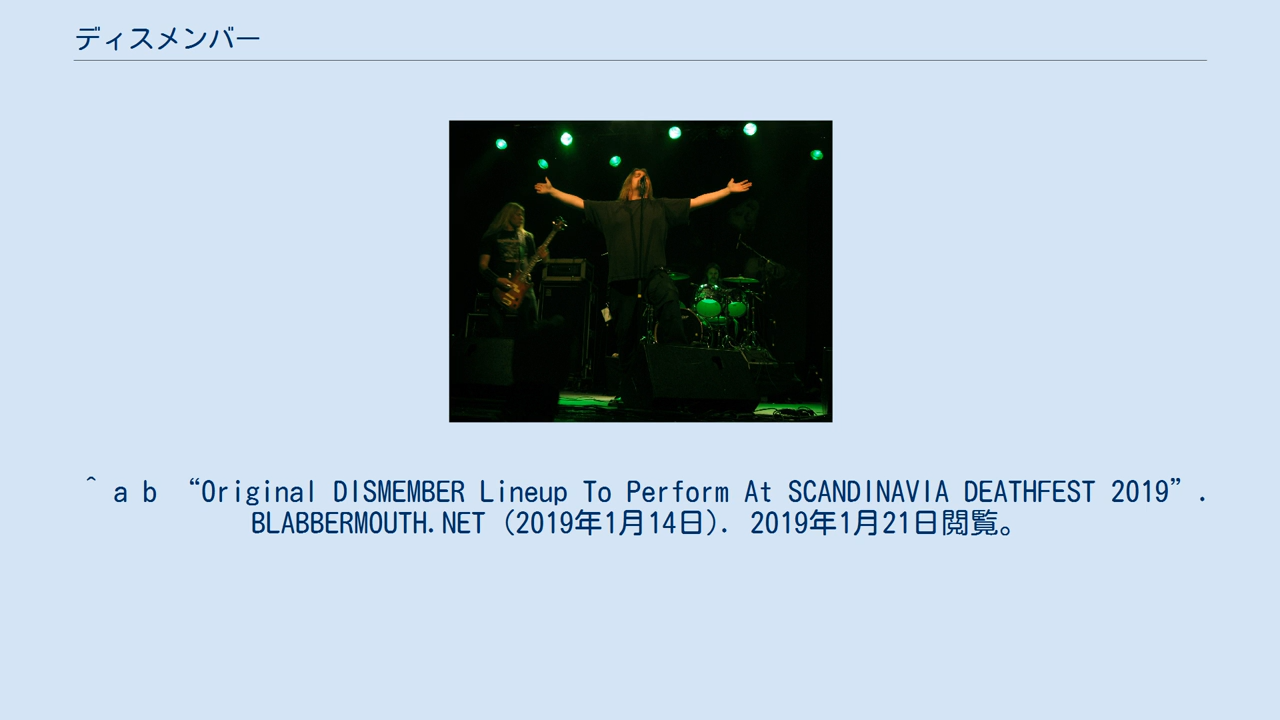 ディスメンバー
^ a b “Original DISMEMBER Lineup To Perform At SCANDINAVIA DEATHFEST 2019”.
BLABBERMOUTH.NET (2019年1月14日). 2019年1月21日閲覧。